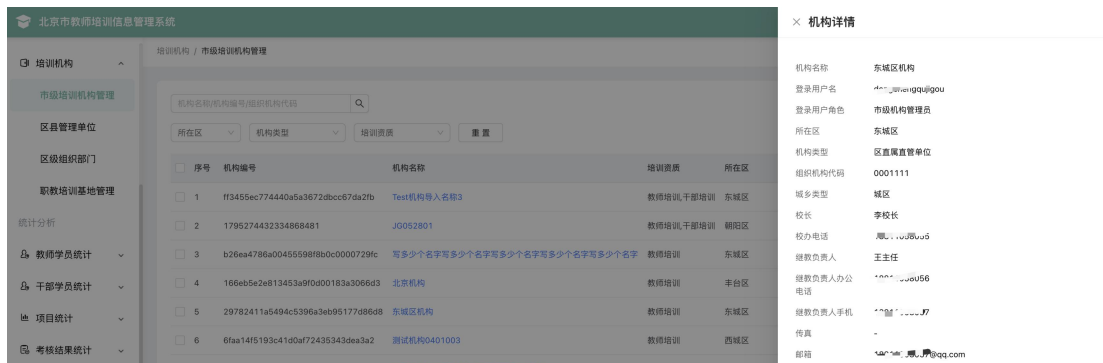 北京市教师培训信息管理系统
培训机构
市级培训机构管理
区县管理单位
区级组织部门
职教培训基地管理
统计分析
教师学员统计
干部学员统计
项目统计
考核结果统计
培训机构 / 市级培训机构管理
机构名称/机构编号/组织机构代码
所在区 机构类型 培训资质 重置
序号 机构编号 机构名称 培训资质 所在区
1 ff3455ec774440a5a3672dbcc67da2fb Test机构导入名称3 教师培训,干部培训 东城区
2 1795274432334868481 JG052801 教师培训,干部培训 朝阳区
3 b26ea4786a00455598f8b0c0000729fc 写多少个名字写多少个名字写多少个名字写多少个名字写多少个名字 教师培训 东城区
4 166eb5e2e813453a9f0d00183a3066d3 北京机构 教师培训 丰台区
5 29782411a5494c5396a3eb95177d86d8 东城区机构 教师培训 东城区
6 6faa14f5193c41d0af72435343dea3a2 测试机构0401003 教师培训 西城区
机构详情
机构名称 东城区机构
登录用户名
登录用户角色 市级机构管理员
所在区 东城区
机构类型 区直属直管单位
组织机构代码 0001111
城乡类型 城区
校长 李校长
校办电话
继教负责人 王主任
继教负责人办公
电话
继教负责人手机
传真 -
邮箱 @qq.com